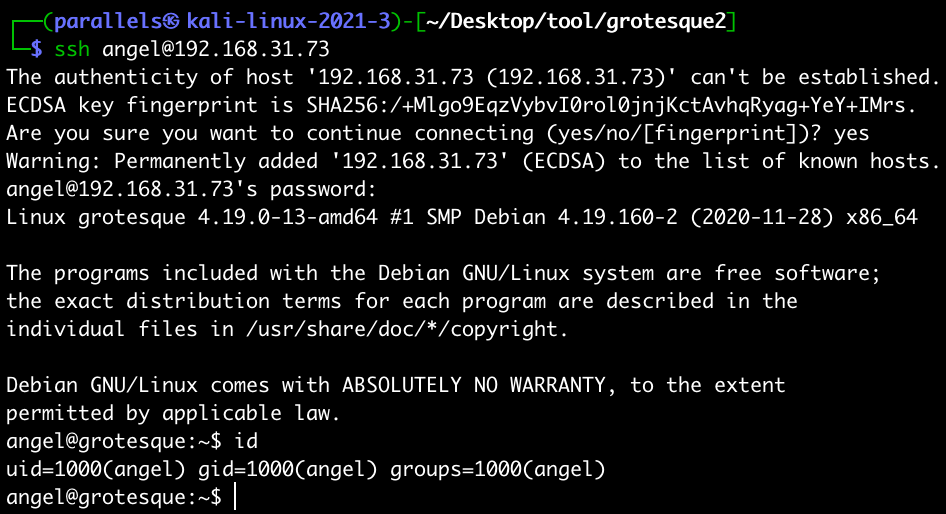 ┌──(parallels㉿ kali-linux-2021-3)-[~/Desktop/tool/grotesque2]
└─$ ssh angel@192.168.31.73
The authenticity of host '192.168.31.73 (192.168.31.73)' can't be established.
ECDSA key fingerprint is SHA256:/+Mlgo9EqzVybvI0rol0jnjKctAvhqRyag+YeY+IMrs.
Are you sure you want to continue connecting (yes/no/[fingerprint])? yes
Warning: Permanently added '192.168.31.73' (ECDSA) to the list of known hosts.
angel@192.168.31.73's password:
Linux grotesque 4.19.0-13-amd64 #1 SMP Debian 4.19.160-2 (2020-11-28) x86_64
The programs included with the Debian GNU/Linux system are free software;
the exact distribution terms for each program are described in the
individual files in /usr/share/doc/*/copyright.
Debian GNU/Linux comes with ABSOLUTELY NO WARRANTY, to the extent
permitted by applicable law.
angel@grotesque:~$ id
uid=1000(angel) gid=1000(angel) groups=1000(angel)
angel@grotesque:~$